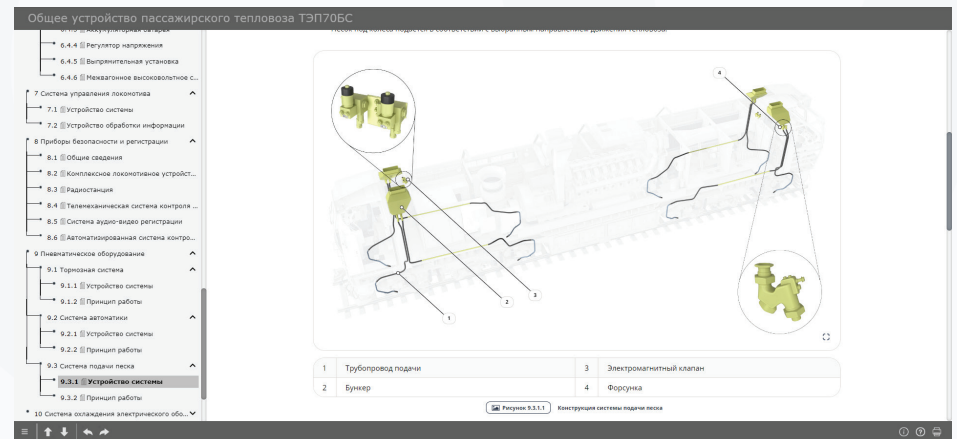 Общее устройство пассажирского тепловоза ТЭП70БС
6.4.4 Регулятор напряжения
6.4.5 Выпрямительная установка
6.4.6 Межвагонное высоковольтное с...
7 Система управления локомотива
7.1 Устройство системы
7.2 Устройство обработки информации
8 Приборы безопасности и регистрации
8.1 Общие сведения
8.2 Комплексное локомотивное устройст...
8.3 Радиостанция
8.4 Телемеханическая система контроля ...
8.5 Система аудио-видео регистрации
8.6 Автоматизированная система контро...
9 Пневматическое оборудование
9.1 Тормозная система
9.1.1 Устройство системы
9.1.2 Принцип работы
9.2 Система автоматики
9.2.1 Устройство системы
9.2.2 Принцип работы
9.3 Система подачи песка
9.3.1 Устройство системы
9.3.2 Принцип работы
10 Система охлаждения электрического обо...
4
3
2
1
1 Трубопровод подачи 3 Электромагнитный клапан
2 Бункер 4 Форсунка
Рисунок 9.3.1.1 Конструкция системы подачи песка